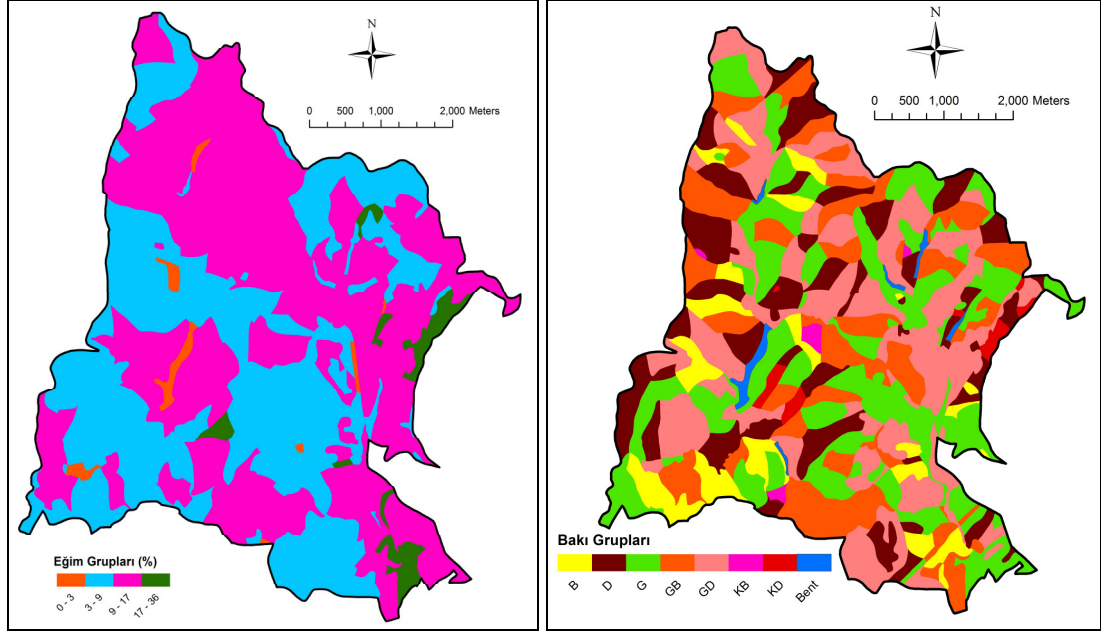 N
0 500 1,000 2,000 Meters
Eğim Grupları (%)
0 - 3 3 - 9 9 - 17 17 - 36
N
0 500 1,000 2,000 Meters
Bakı Grupları
B D G GB GD KB KD Bent